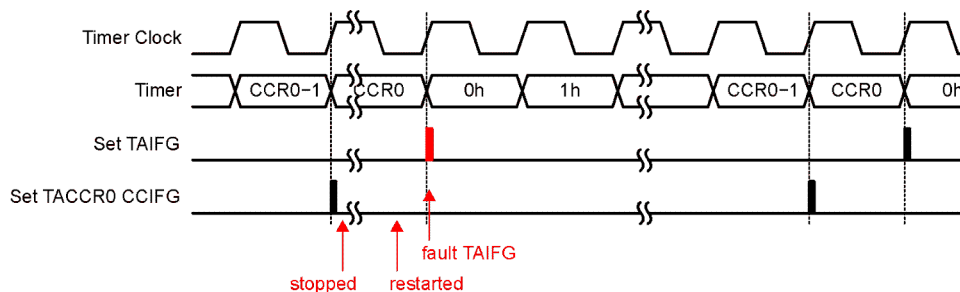 Timer Clock
Timer CCR0−1 CCR0 0h 1h CCR0−1 CCR0 0h
Set TAIFG
Set TACCR0 CCIFG
fault TAIFG
stopped restarted